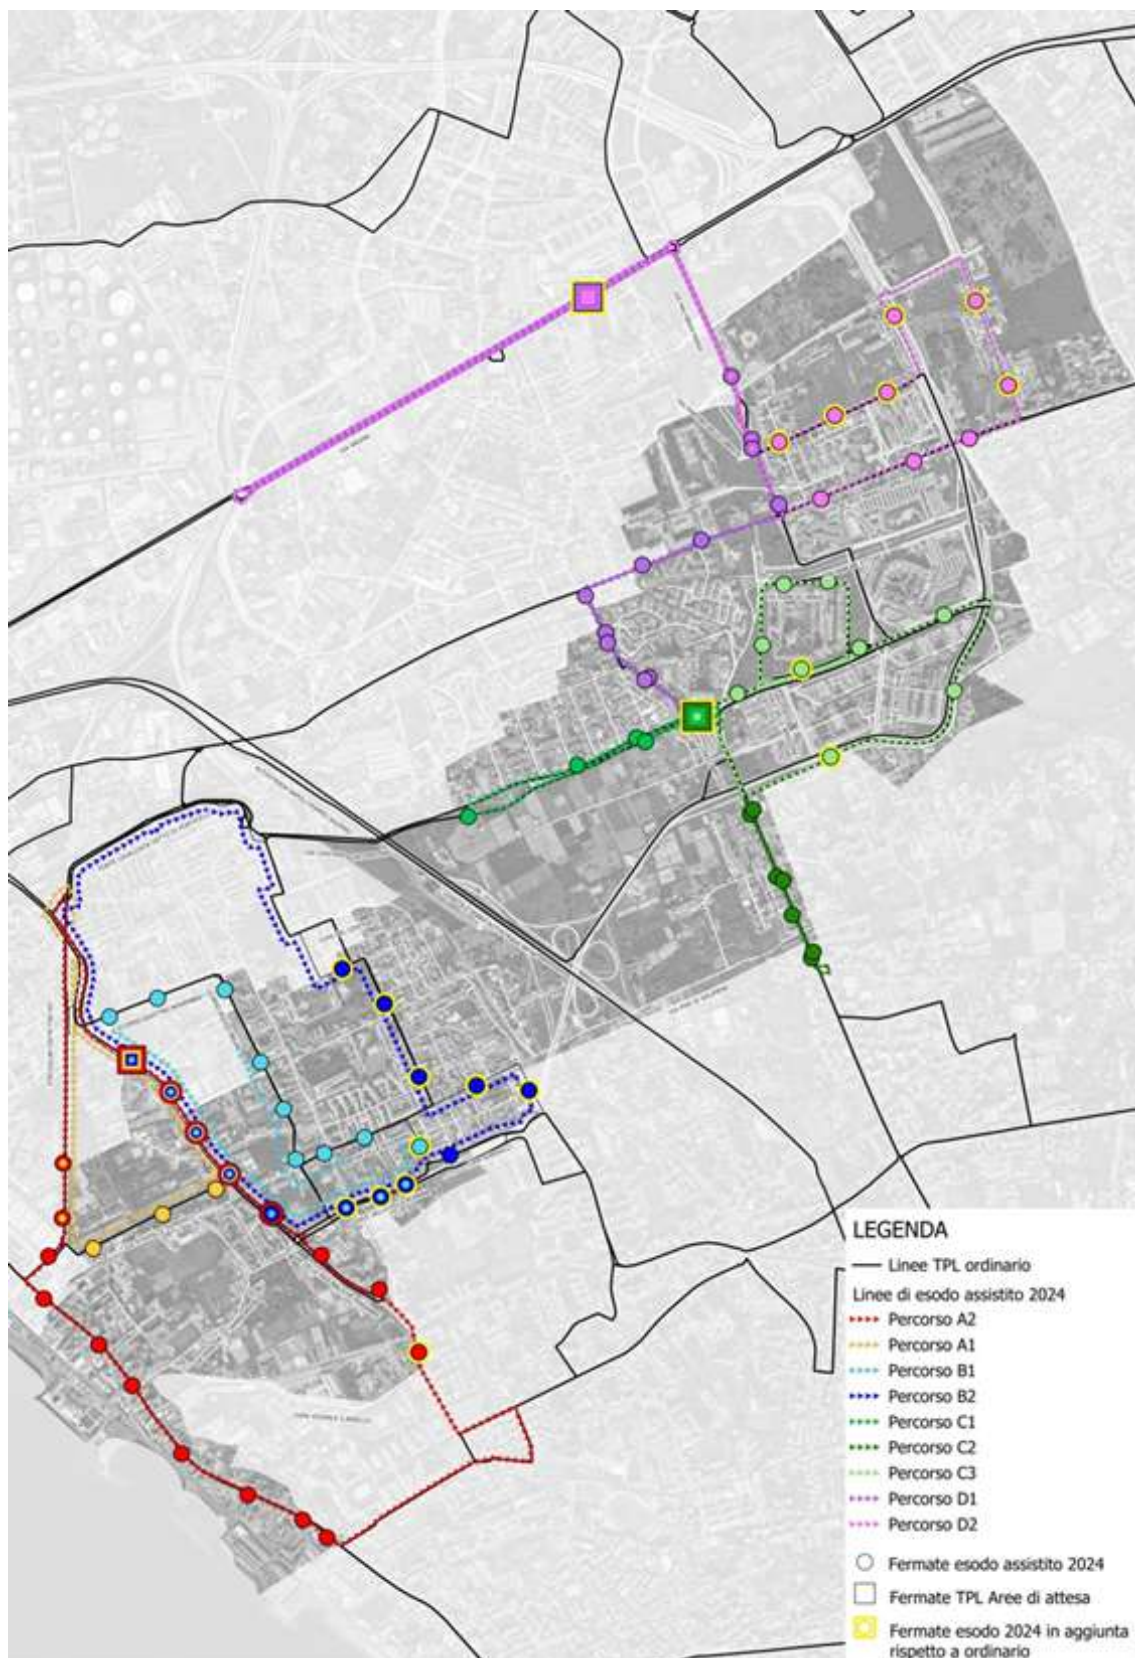 LEGENDA
Linee TPL ordinario
Linee di esodo assistito 2024
Percorso A2
Percorso A1
Percorso B1
Percorso B2
Percorso C1
Percorso C2
Percorso C3
Percorso D1
Percorso D2
Fermate esodo assistito 2024
Fermate TPL Aree di attesa
Fermate esodo 2024 in aggiunta
rispetto a ordinario